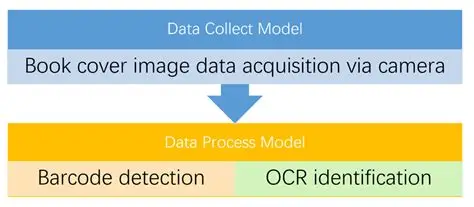 Data Collect Model
Book cover image data acquisition via camera
Data Process Model
Barcode detection
OCR identification